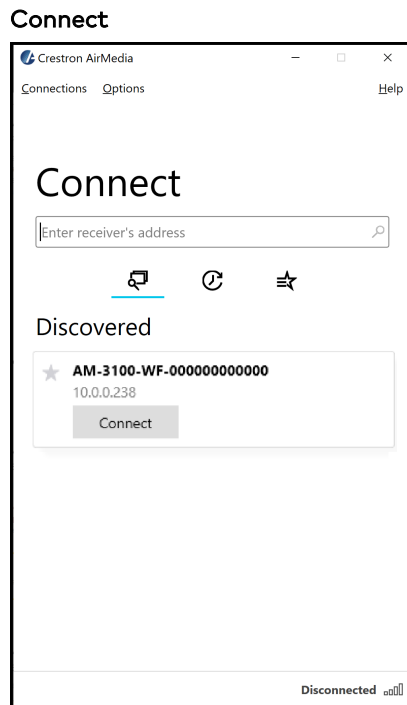 Connect
Crestron AirMedia
Connections Options Help
Connect
Enter receiver's address
Discovered
AM-3100-WF-000000000000
10.0.0.238
Connect
Disconnected